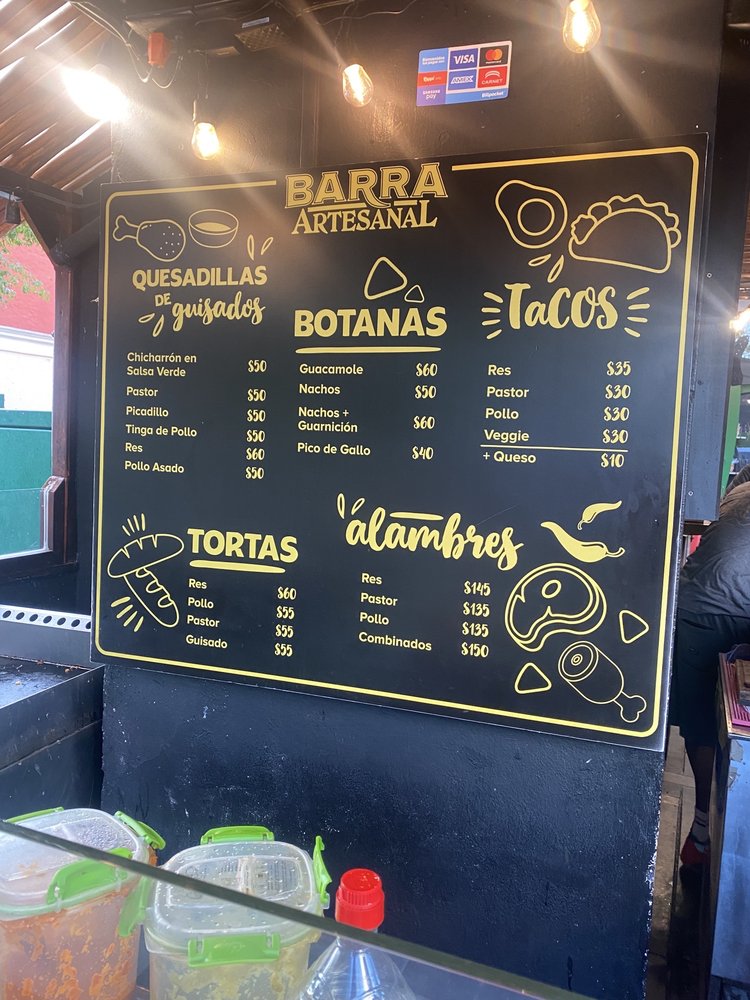 VISA
AMEX
CARNET
pay
Billpocket
BARRA
ARTESANAL
QUESADILLAS
DE guisados
Chicharrón en
Salsa Verde $50
Pastor $50
Picadillo $50
Tinga de Pollo $50
Res $60
Pollo Asado $50
BOTANAS
Guacamole $60
Nachos $50
Nachos +
Guarnición $60
Pico de Gallo $40
TACOS
Res $35
Pastor $30
Pollo $30
Veggie $30
+ Queso $10
TORTAS
Res $60
Pollo $55
Pastor $55
Guisado $55
alambres
Res $145
Pastor $135
Pollo $135
Combinados $150